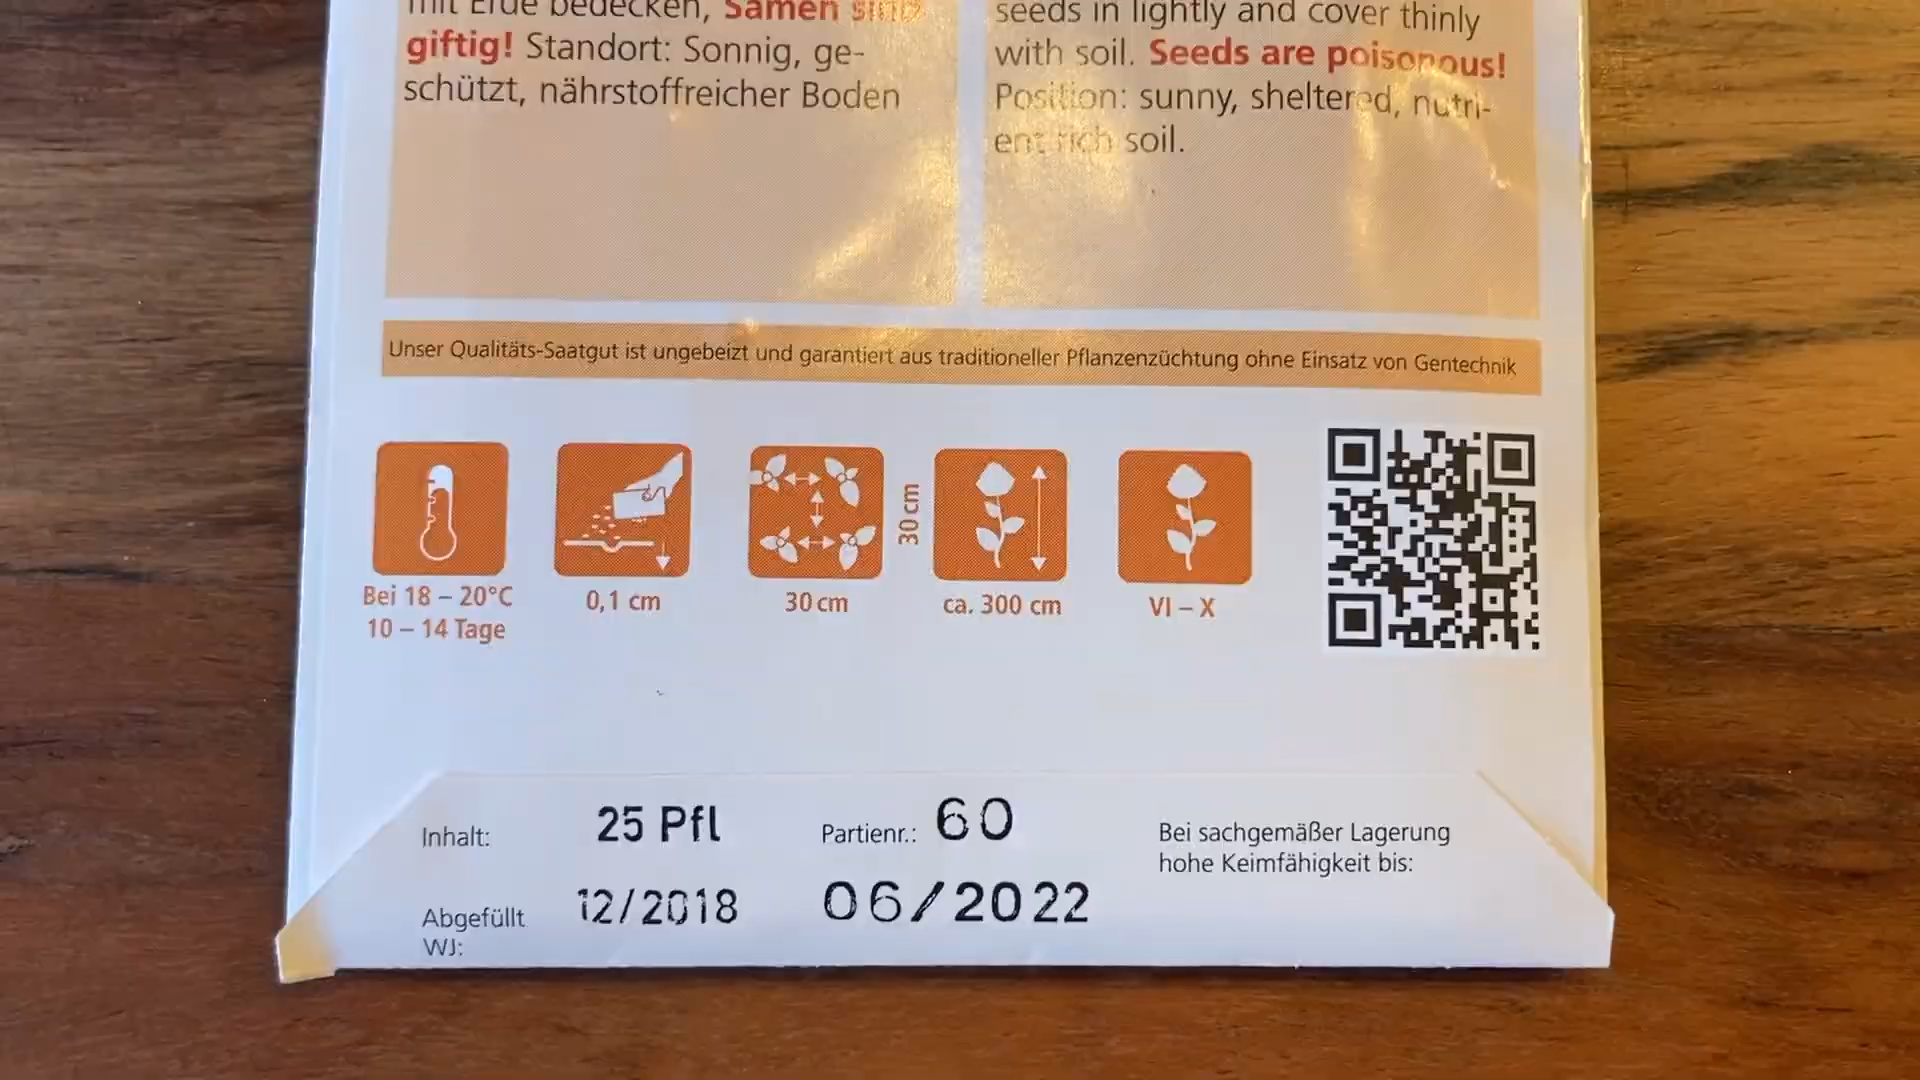 mit Erde bedecken, Samen sind
giftig! Standort: Sonnig, ge-
schützt, nährstoffreicher Boden
seeds in lightly and cover thinly
with soil. Seeds are poisonous!
Position: sunny, sheltered, nutri-
ent rich soil.
Unser Qualitäts-Saatgut ist ungebeizt und garantiert aus traditioneller Pflanzenzüchtung ohne Einsatz von Gentechnik
Bei 18 – 20°C
10 – 14 Tage
0,1 cm
30 cm
30 cm
ca. 300 cm
VI – X
Inhalt: 25 Pfl Partienr.: 60
Bei sachgemäßer Lagerung
hohe Keimfähigkeit bis:
Abgefüllt 12/2018 06/2022
WJ: